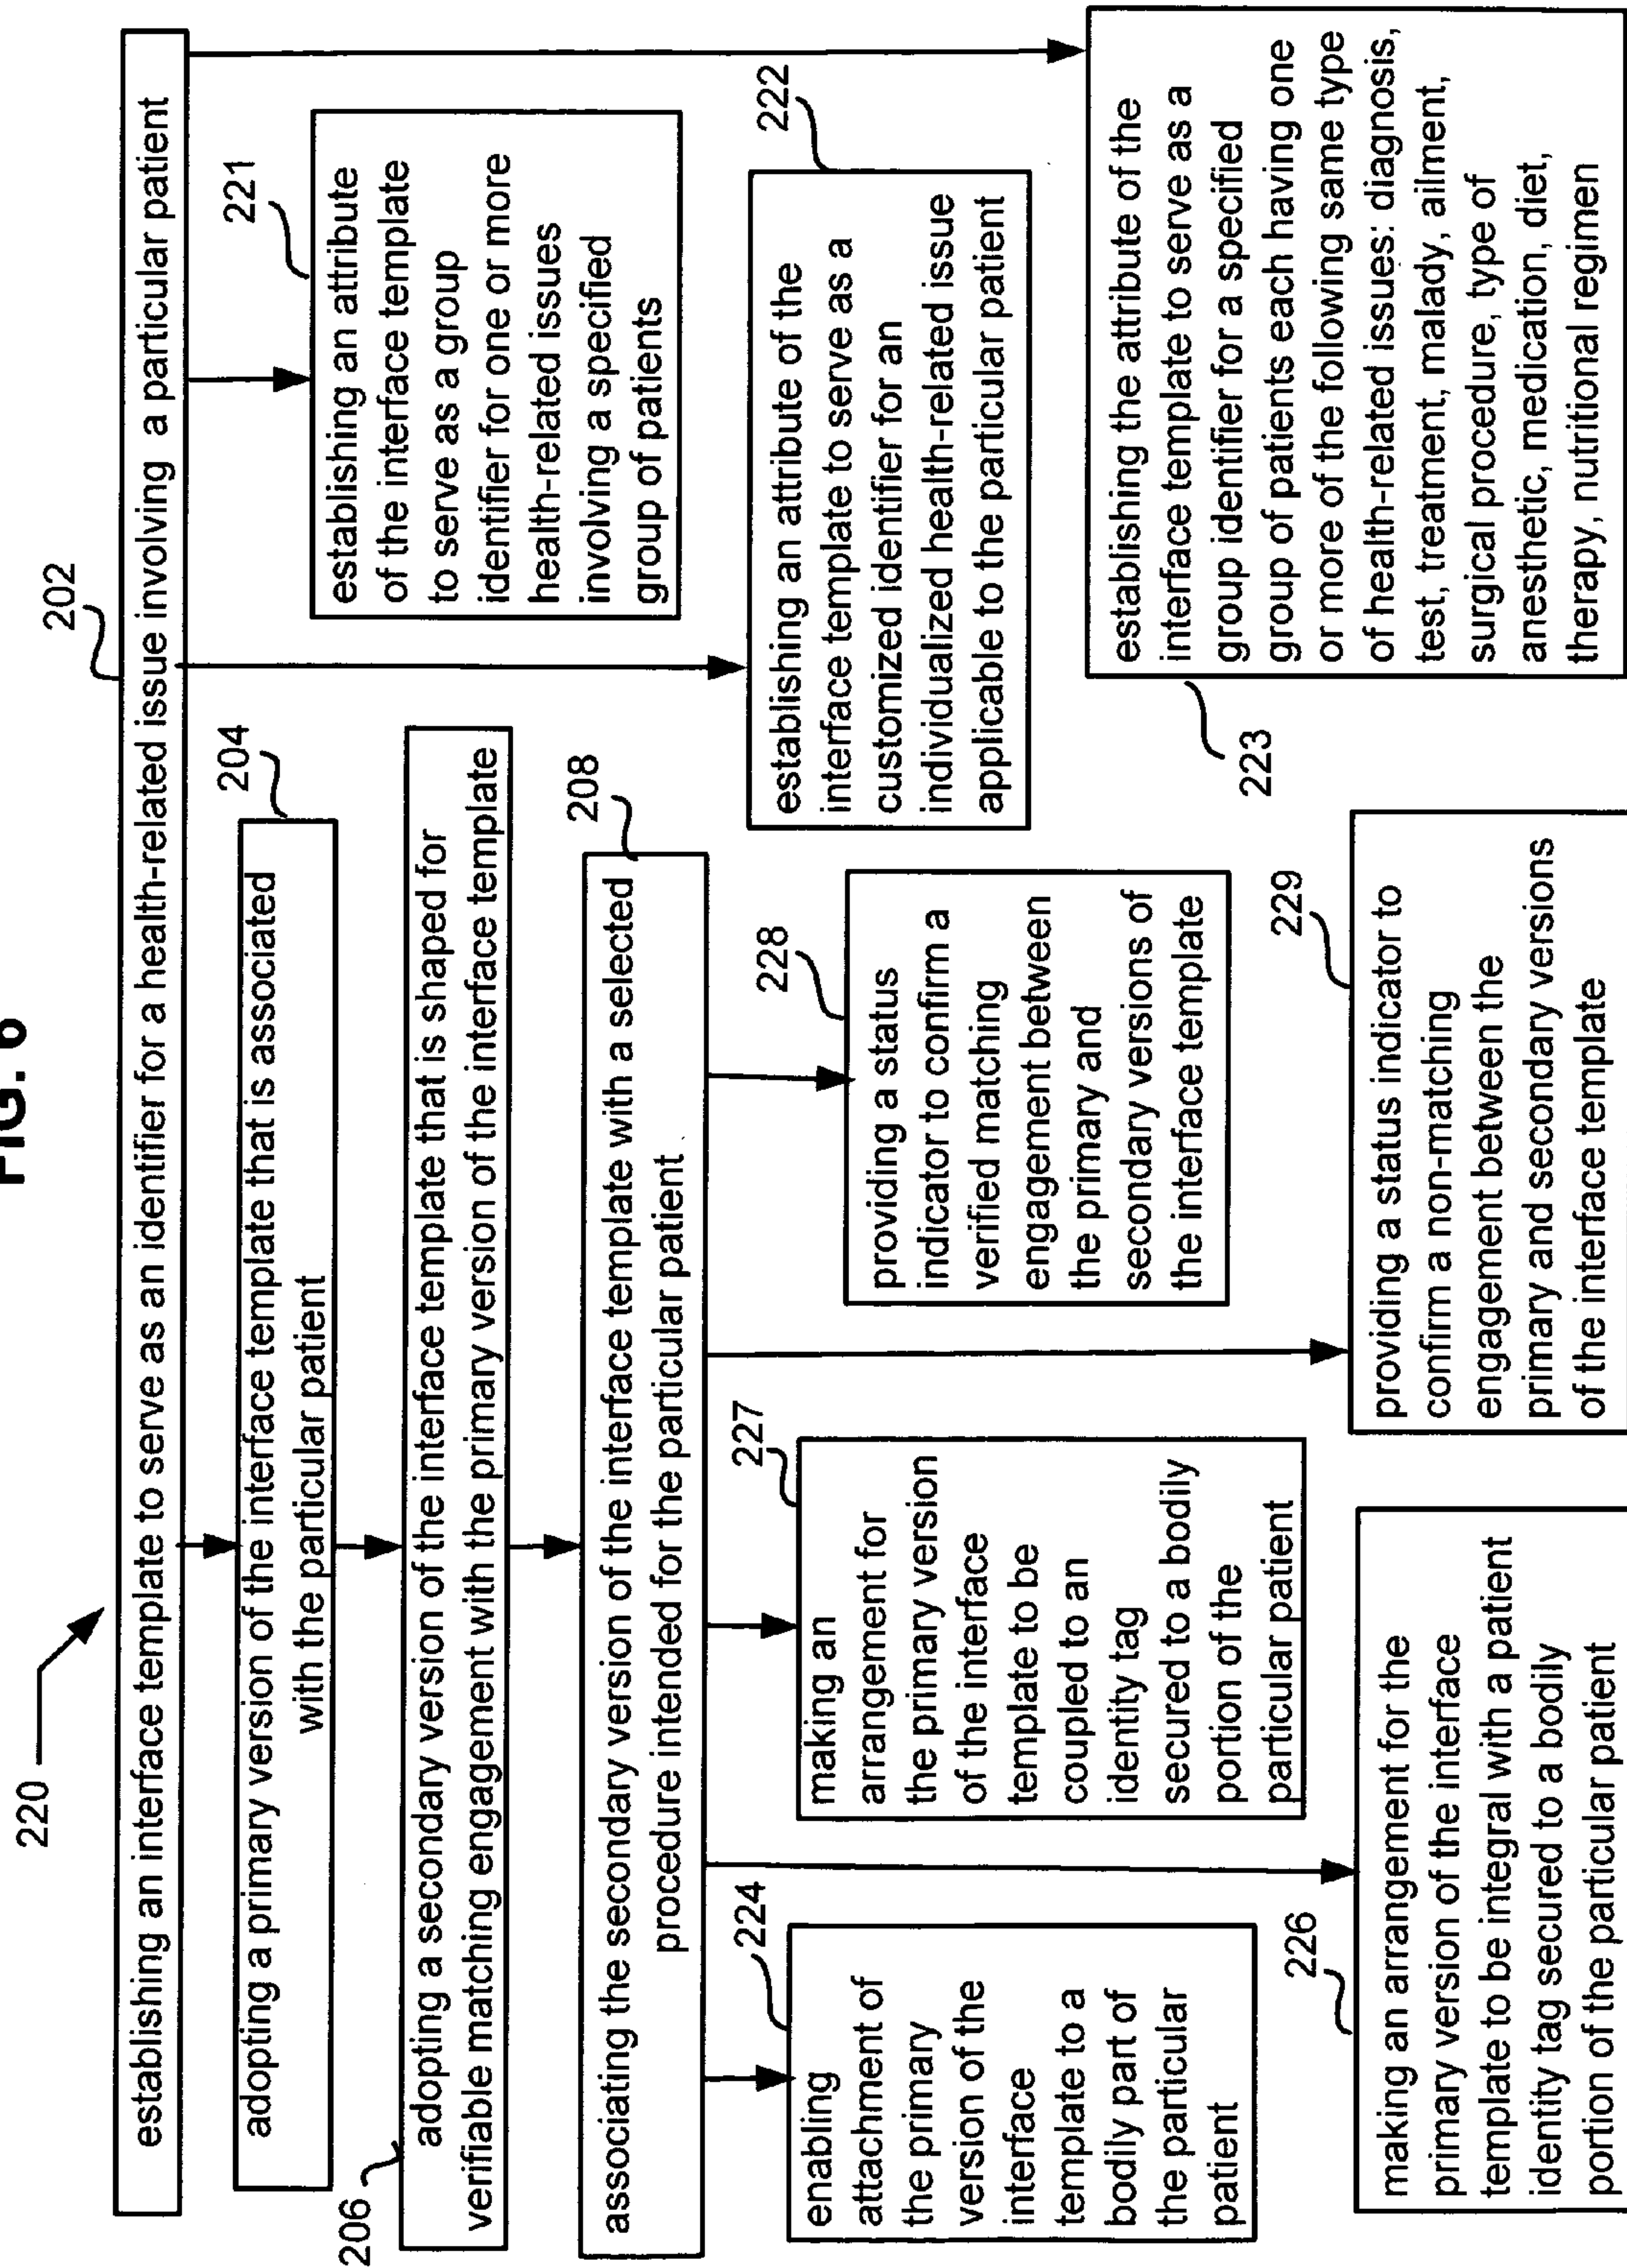 FIG. 6
220
202
establishing an interface template to serve as an identifier for a health-related issue involving a particular patient
204
adopting a primary version of the interface template that is associated
with the particular patient
206
adopting a secondary version of the interface template that is shaped for
verifiable matching engagement with the primary version of the interface template
208
associating the secondary version of the interface template with a selected
procedure intended for the particular patient
221
establishing an attribute
of the interface template
to serve as a group
identifier for one or more
health-related issues
involving a specified
group of patients
222
establishing an attribute of the
interface template to serve as a
customized identifier for an
individualized health-related issue
applicable to the particular patient
223
establishing the attribute of the
interface template to serve as a
group identifier for a specified
group of patients each having one
or more of the following same type
of health-related issues: diagnosis,
test, treatment, malady, ailment,
surgical procedure, type of
anesthetic, medication, diet,
therapy, nutritional regimen
224
enabling
attachment of
the primary
version of the
interface
template to a
bodily part of
the particular
patient
227
making an
arrangement for
the primary version
of the interface
template to be
coupled to an
identity tag
secured to a bodily
portion of the
particular patient
228
providing a status
indicator to confirm a
verified matching
engagement between
the primary and
secondary versions of
the interface template
226
making an arrangement for the
primary version of the interface
template to be integral with a patient
identity tag secured to a bodily
portion of the particular patient
229
providing a status indicator to
confirm a non-matching
engagement between the
primary and secondary versions
of the interface template